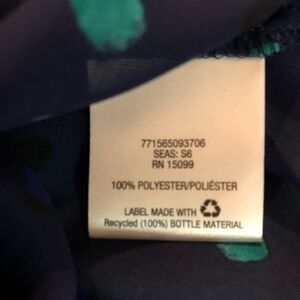 771565093706
SEAS: S6
RN 15099
100% POLYESTER/POLIÉSTER
LABEL MADE WITH
Recycled (100%) BOTTLE MATERIAL